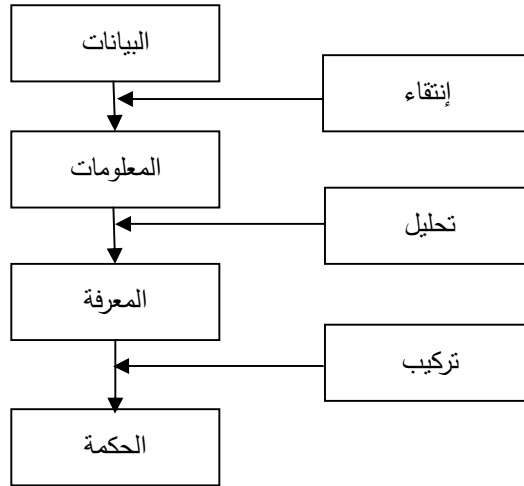 البيانات
إنتقاء
المعلومات
تحليل
المعرفة
تركيب
الحكمة